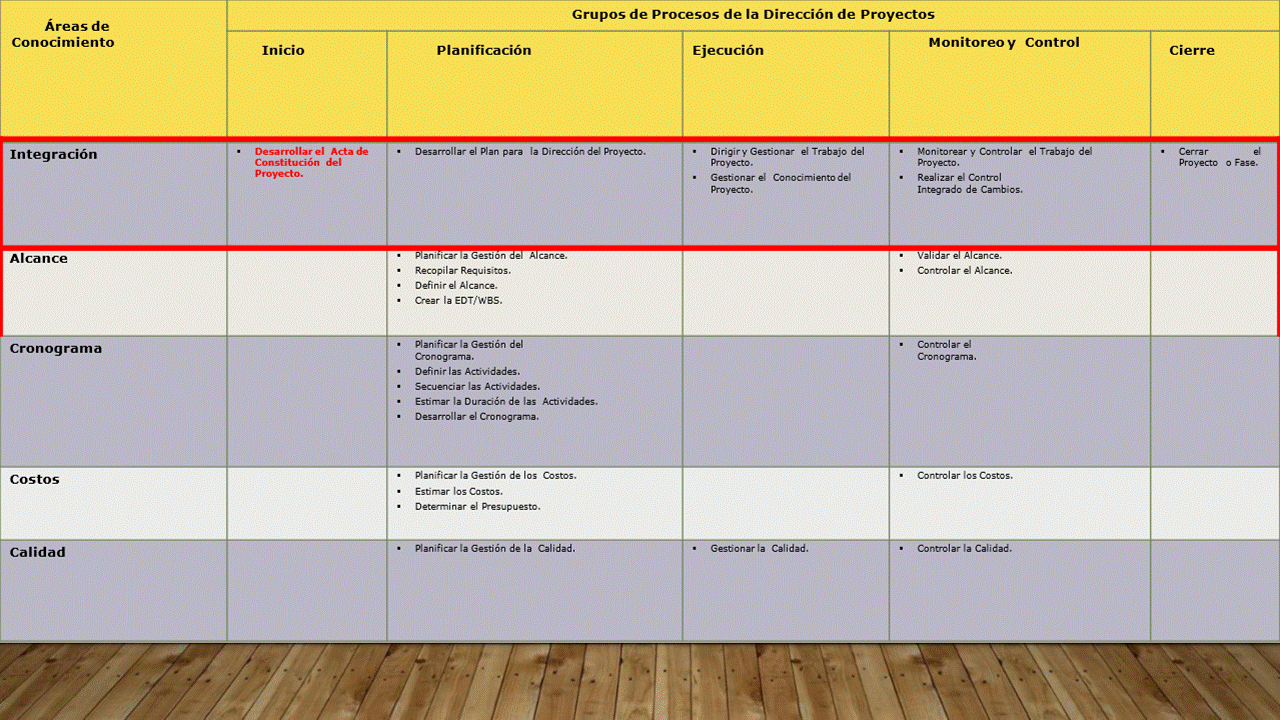 Áreas de
Conocimiento
Grupos de Procesos de la Dirección de Proyectos
Inicio
Planificación
Ejecución
Monitoreo y Control
Cierre
Integración
▪ Desarrollar el Acta de
Constitución del
Proyecto.
▪ Desarrollar el Plan para la Dirección del Proyecto.
▪ Dirigir y Gestionar el Trabajo del
Proyecto.
▪ Gestionar el Conocimiento del
Proyecto.
▪ Monitorear y Controlar el Trabajo del
Proyecto.
▪ Realizar el Control
Integrado de Cambios.
▪ Cerrar el
Proyecto o Fase.
Alcance
▪ Planificar la Gestión del Alcance.
▪ Recopilar Requisitos.
▪ Definir el Alcance.
▪ Crear la EDT/WBS.
▪ Validar el Alcance.
▪ Controlar el Alcance.
Cronograma
▪ Planificar la Gestión del
Cronograma.
▪ Definir las Actividades.
▪ Secuenciar las Actividades.
▪ Estimar la Duración de las Actividades.
▪ Desarrollar el Cronograma.
▪ Controlar el
Cronograma.
Costos
▪ Planificar la Gestión de los Costos.
▪ Estimar los Costos.
▪ Determinar el Presupuesto.
▪ Controlar los Costos.
Calidad
▪ Planificar la Gestión de la Calidad.
▪ Gestionar la Calidad.
▪ Controlar la Calidad.